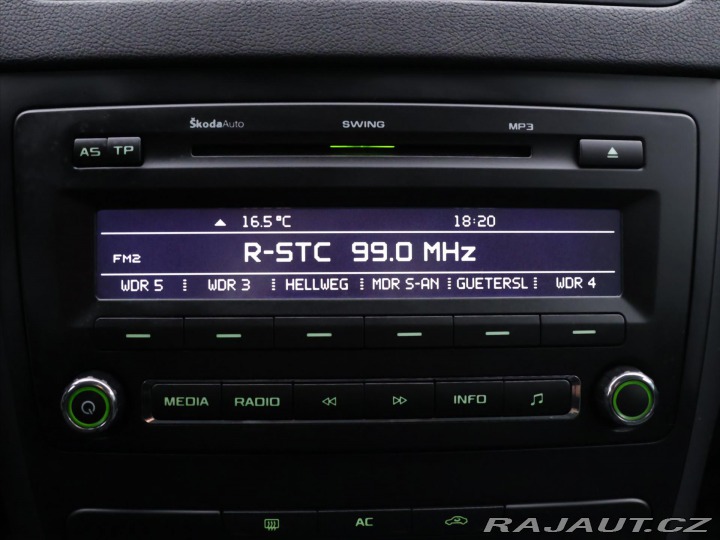 ŠkodaAuto SWING MP3
AS TP
16.5°C 18:20
FM2 R-STC 99.0 MHz
WDR 5 WDR 3 HELLWEG MDR S-AN GUETERSL WDR 4
MEDIA RADIO INFO
AC
RAJAUT.CZ